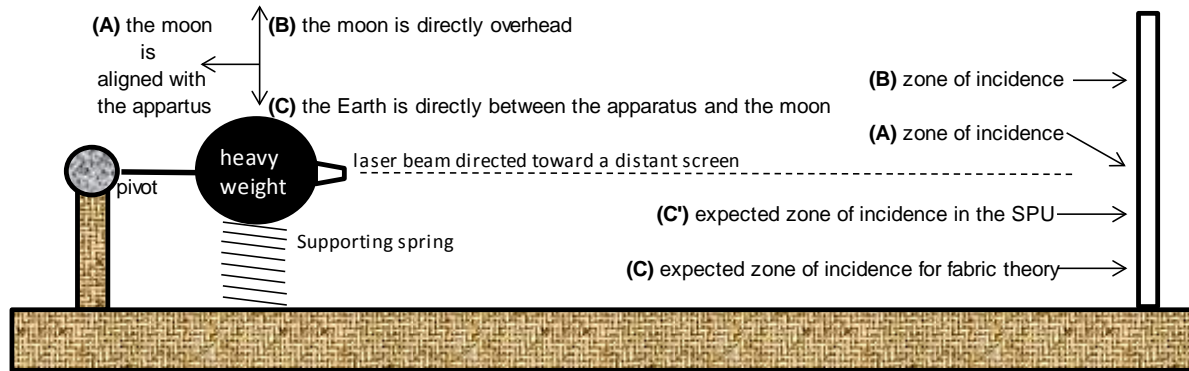 (A) the moon
is
aligned with
the appartus
(B) the moon is directly overhead
(C) the Earth is directly between the apparatus and the moon
(B) zone of incidence
(A) zone of incidence
heavy
weight
laser beam directed toward a distant screen
pivot
(C') expected zone of incidence in the SPU
Supporting spring
(C) expected zone of incidence for fabric theory